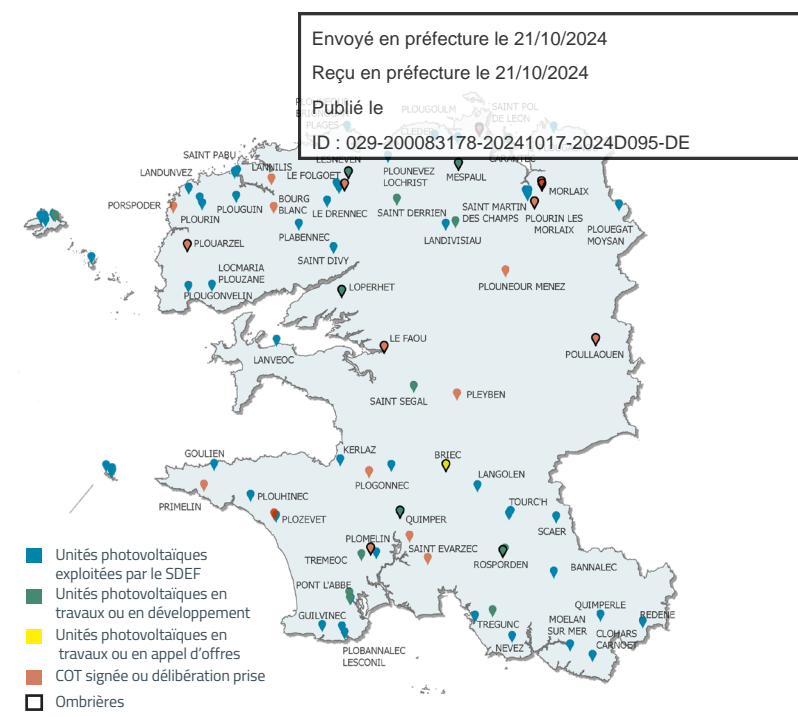 Envoyé en préfecture le 21/10/2024
Reçu en préfecture le 21/10/2024
Publié le
ID : 029-200083178-20241017-2024D095-DE
PLAGES
PLOUGOULM
SAINT POL
DE LEON
CLEDER
CARANTEC
SAINT PABU
LANDUNVEZ
LANNILIS
LESNEVEN
LE FOLGOET
PLOUNEVEZ
LOCHRIST
MESPAUL
MORLAIX
PORSPODER
PLOURIN
PLOUGUIN
BOURG
BLANC
LE DRENNEC
SAINT DERRIEN
SAINT MARTIN
DES CHAMPS
PLOURIN LES
MORLAIX
PLOUEGAT
MOYSAN
PLABENNEC
LANDIVISIAU
PLOUARZEL
SAINT DIVY
LOCMARIA
PLOUZANE
PLOUGONVELIN
LOPERHET
PLOUNEOUR MENEZ
LE FAOU
LANVEOC
POULLAOUEN
SAINT SEGAL
PLEYBEN
GOULIEN
KERLAZ
BRIEC
PLOGONNEC
LANGOLEN
PRIMELIN
PLOUHINEC
TOURC'H
PLOZEVET
QUIMPER
SCAER
PLOMELIN
SAINT EVARZEC
TREMEOC
ROSPORDEN
BANNALEC
PONT L'ABBE
QUIMPERLE
GUILVINEC
TREGUNC
MOELAN
SUR MER
REDENE
NEVEZ
CLOHARS
CARNOET
PLOBANNALEC
LESCONIL
Unités photovoltaïques
exploitées par le SDEF
Unités photovoltaïques en
travaux ou en développement
Unités photovoltaïques en
travaux ou en appel d'offres
COT signée ou délibération prise
Ombrières